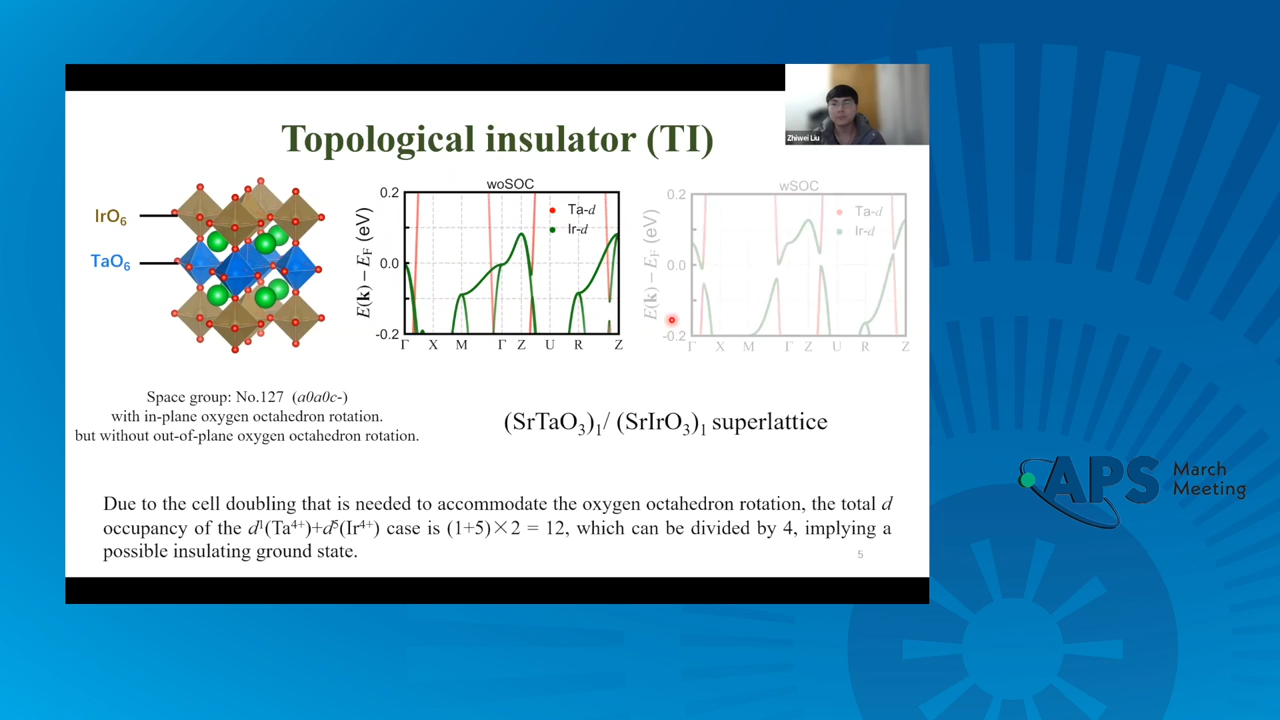 Zhiwei Liu
Topological insulator (TI)
IrO6
TaO6
woSOC
0.2
0.0
-0.2
E(k) − EF (eV)
Ta-d
Ir-d
Γ X M Γ Z U R Z
wSOC
0.2
0.0
-0.2
E(k) − EF (eV)
Ta-d
Ir-d
Γ X M Γ Z U R Z
Space group: No.127 (a0a0c-)
with in-plane oxygen octahedron rotation.
but without out-of-plane oxygen octahedron rotation.
(SrTaO3)1/ (SrIrO3)1 superlattice
Due to the cell doubling that is needed to accommodate the oxygen octahedron rotation, the total d
occupancy of the d¹(Ta⁴⁺)+d⁵(Ir⁴⁺) case is (1+5)×2 = 12, which can be divided by 4, implying a
possible insulating ground state.
5
APS
March
Meeting